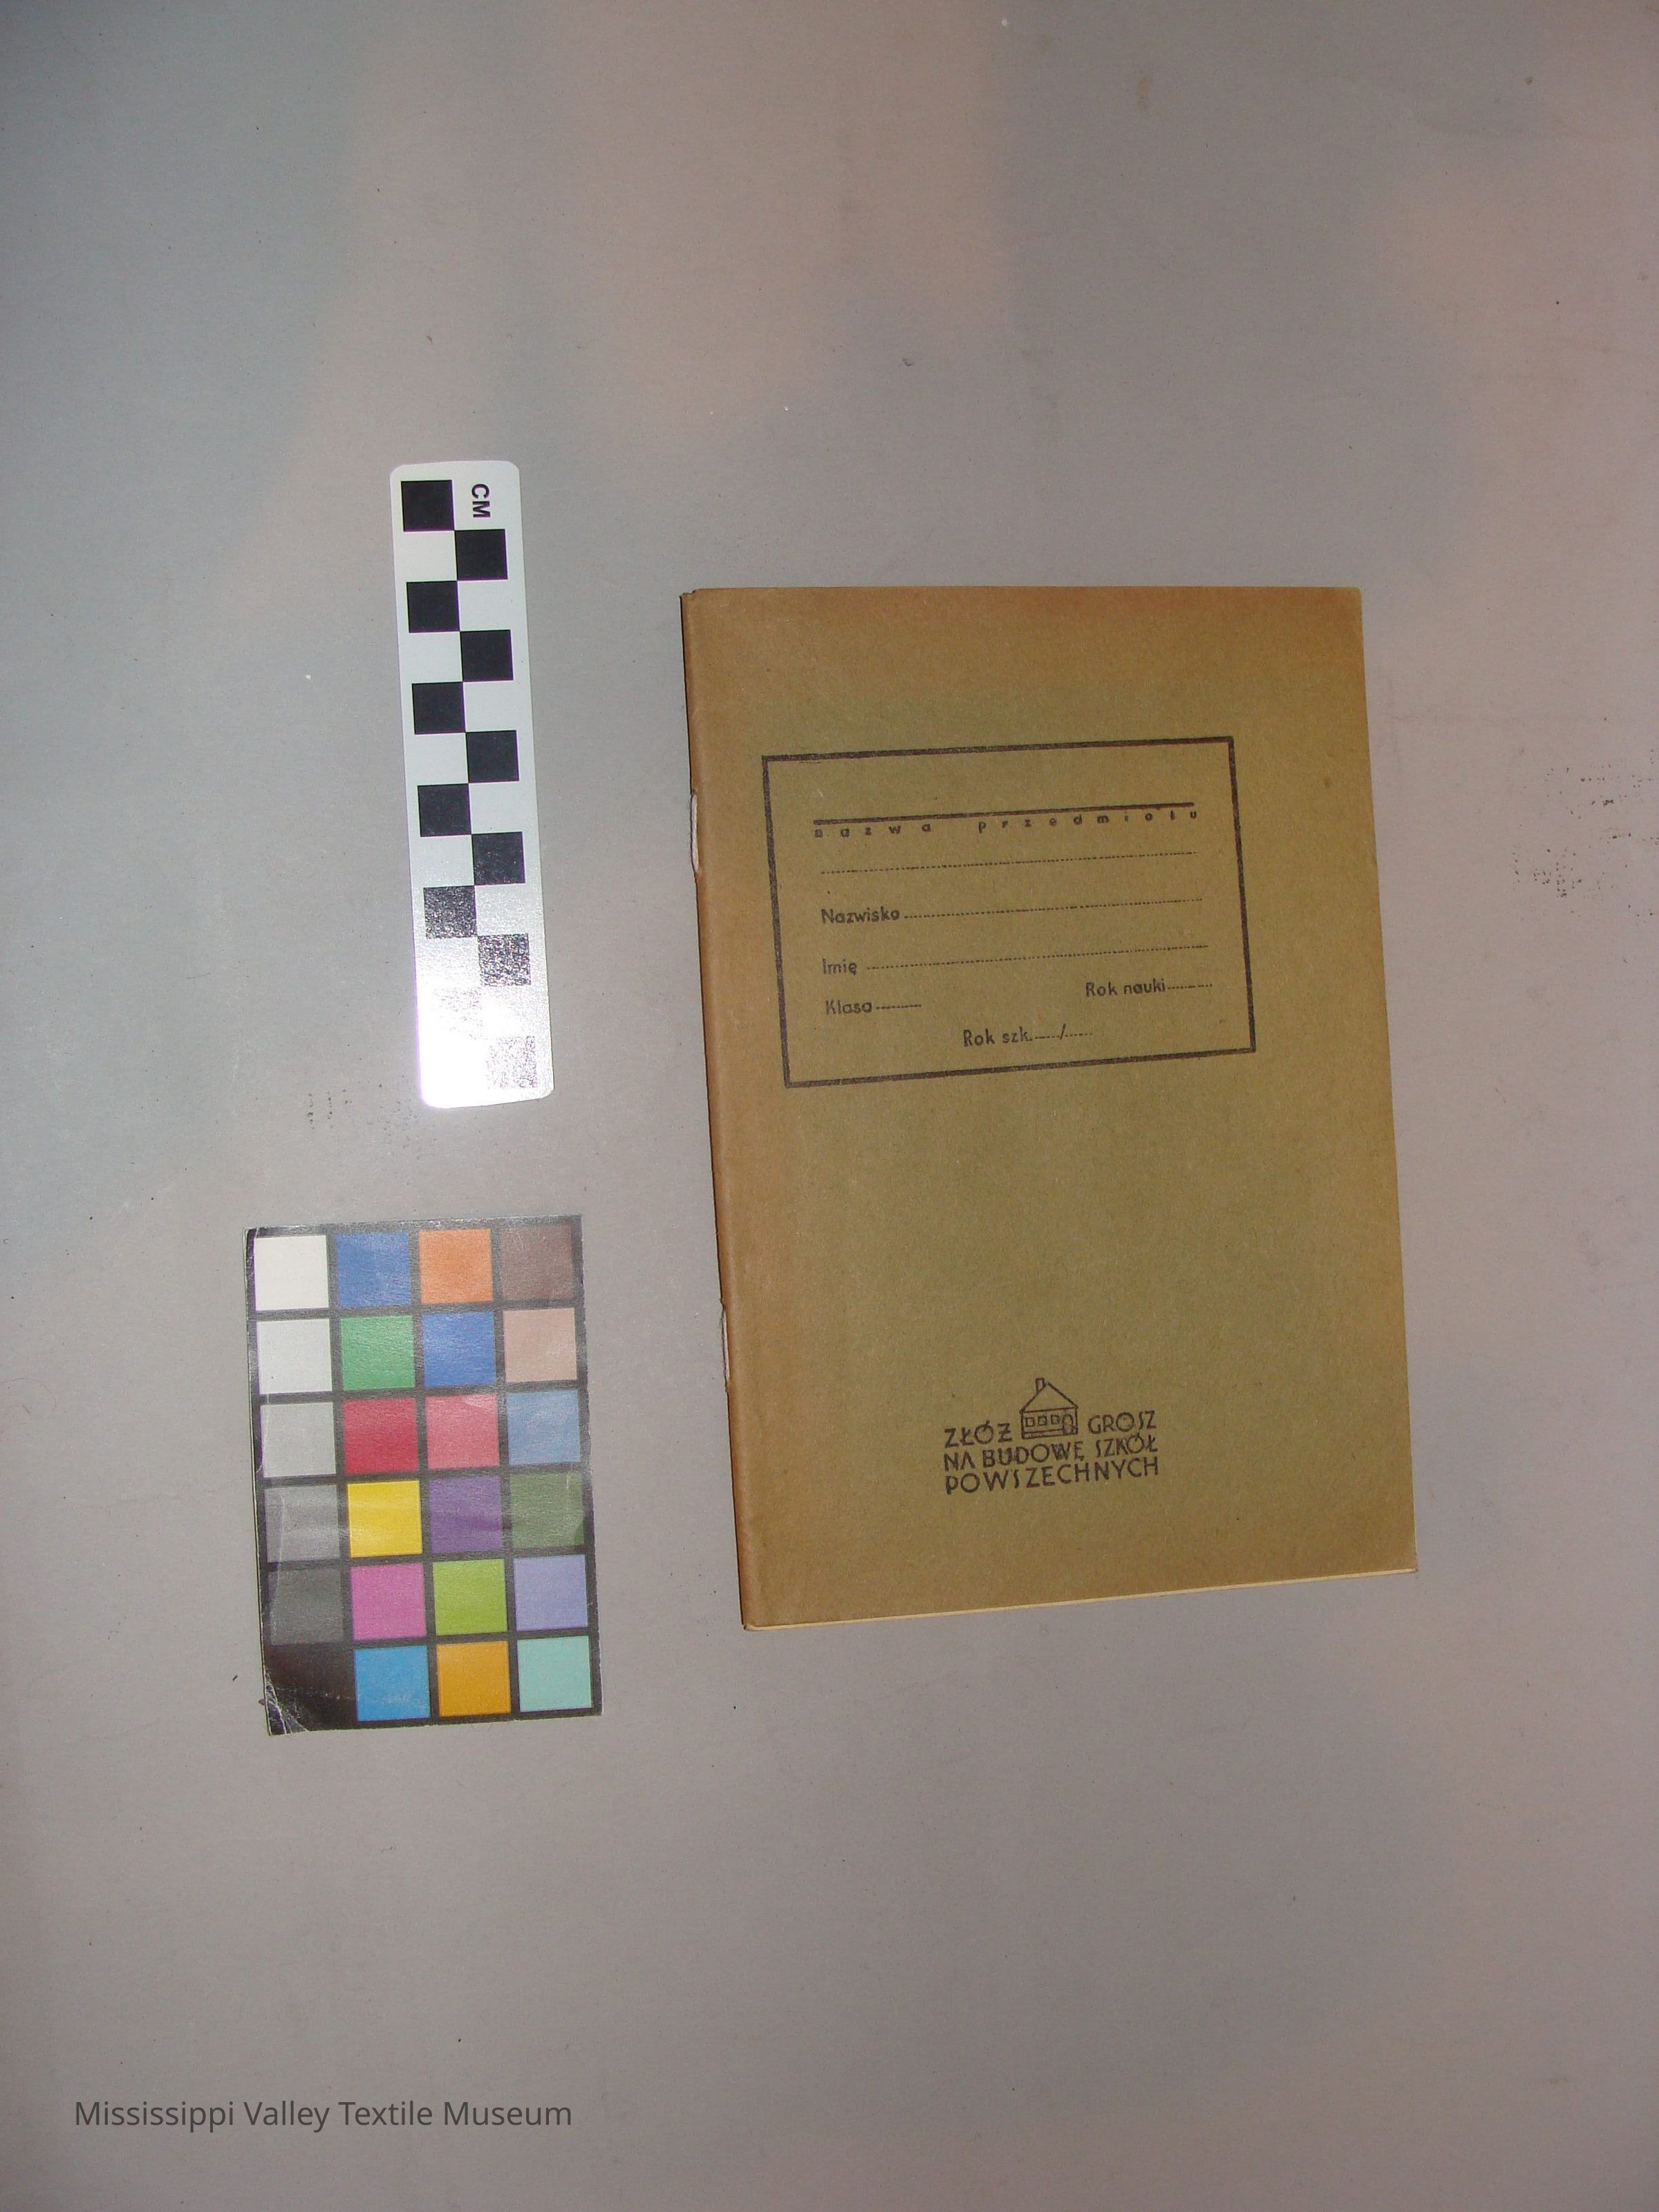 CM
nazwa przedmiotu
Nazwisko
Imię
Klasa
Rok nauki
Rok szk. /
ZŁÓŻ GROSZ
NA BUDOWĘ SZKÓŁ
POWSZECHNYCH
Mississippi Valley Textile Museum